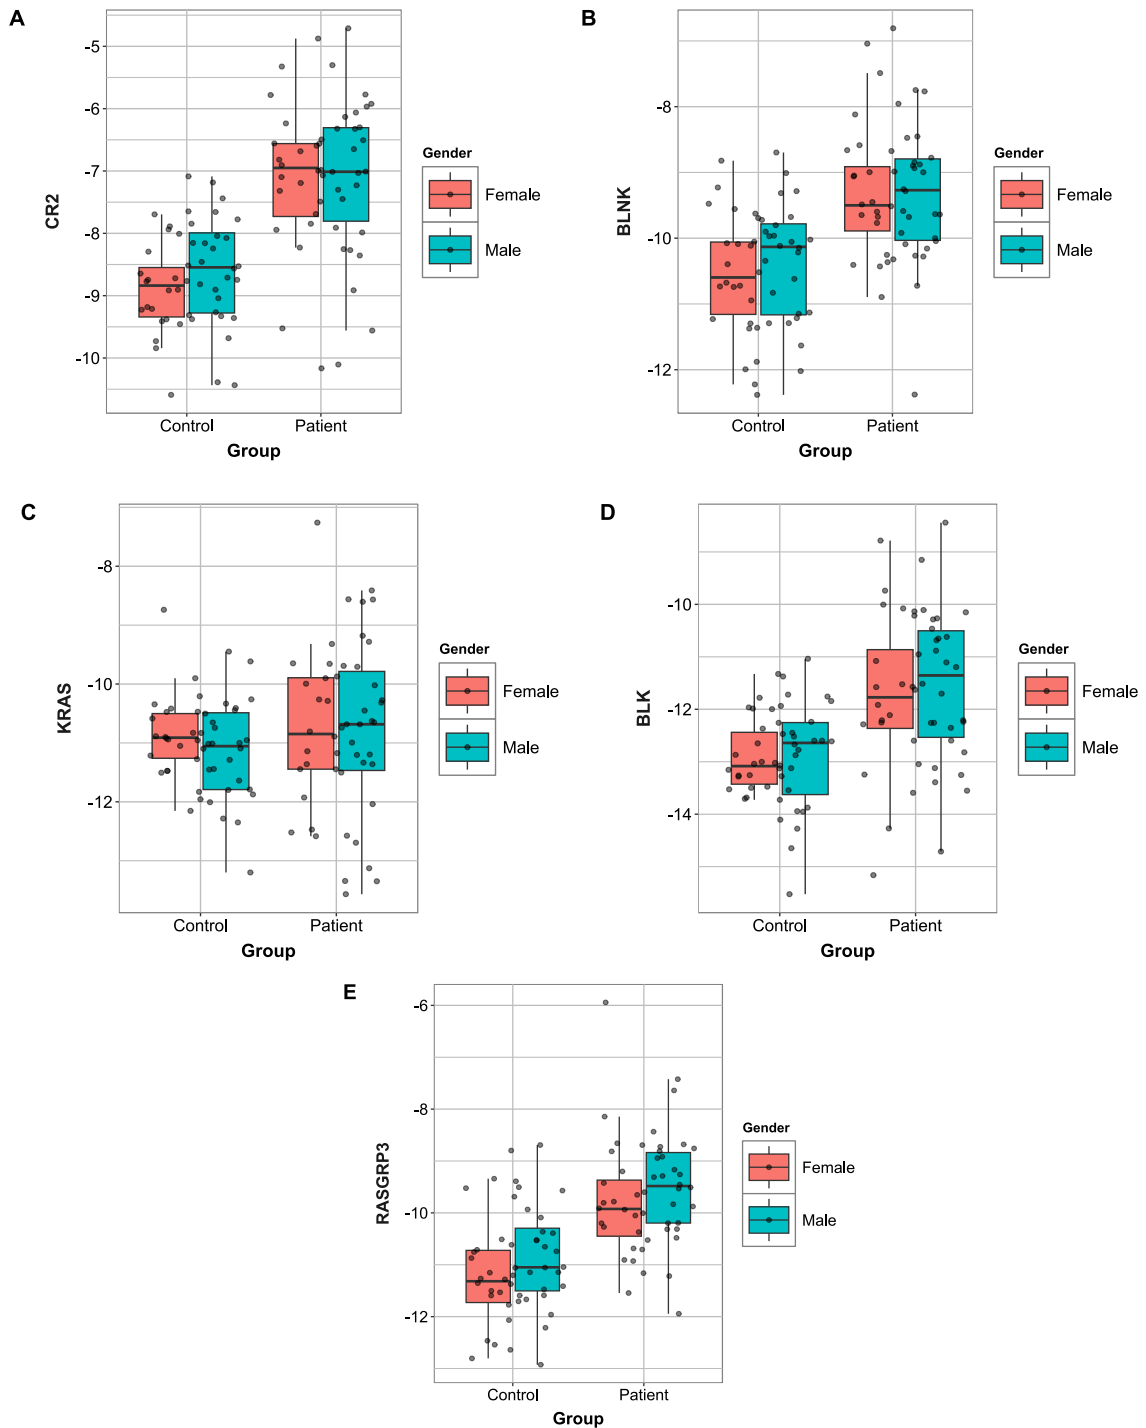 A
CR2
-5
-6
-7
-8
-9
-10
Control
Patient
Group
Gender
Female
Male
B
BLNK
-8
-10
-12
Control
Patient
Group
Gender
Female
Male
C
KRAS
-8
-10
-12
Control
Patient
Group
Gender
Female
Male
D
BLK
-10
-12
-14
Control
Patient
Group
Gender
Female
Male
E
RASGRP3
-6
-8
-10
-12
Control
Patient
Group
Gender
Female
Male